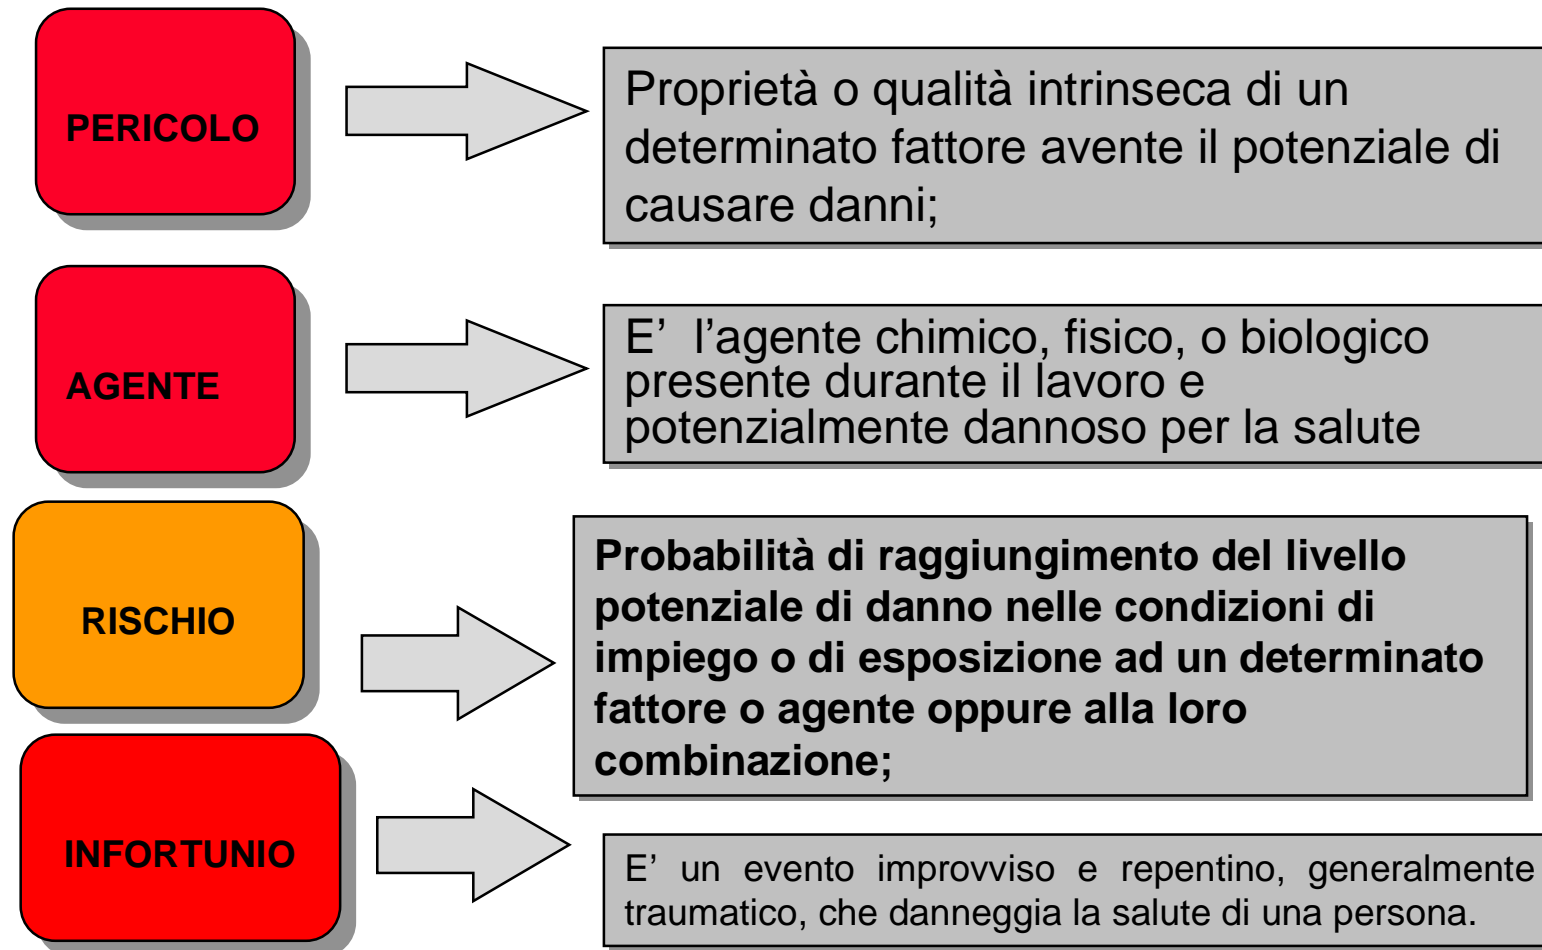 PERICOLO
Proprietà o qualità intrinseca di un
determinato fattore avente il potenziale di
causare danni;
AGENTE
E’ l’agente chimico, fisico, o biologico
presente durante il lavoro e
potenzialmente dannoso per la salute
RISCHIO
Probabilità di raggiungimento del livello
potenziale di danno nelle condizioni di
impiego o di esposizione ad un determinato
fattore o agente oppure alla loro
combinazione;
INFORTUNIO
E’ un evento improvviso e repentino, generalmente
traumatico, che danneggia la salute di una persona.